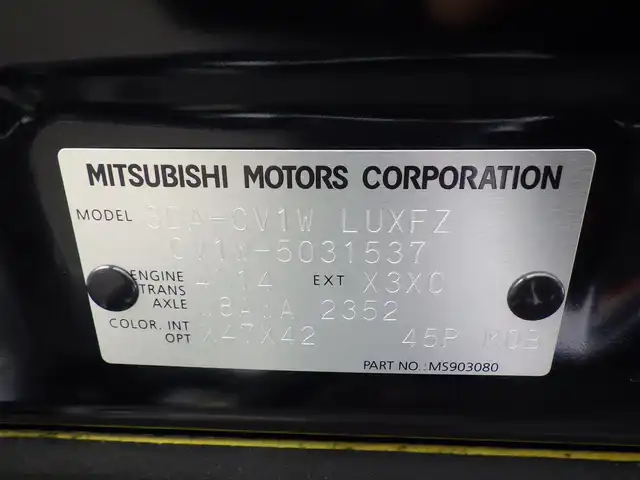 MITSUBISHI MOTORS CORPORATION
MODEL 3DA-CV1W LUXFZ
CV1W-5031537
ENGINE 4N14 EXT X3XC
TRANS
AXLE 2352
COLOR. INT X47X42 45P
OPT
PART NO.:MS903080